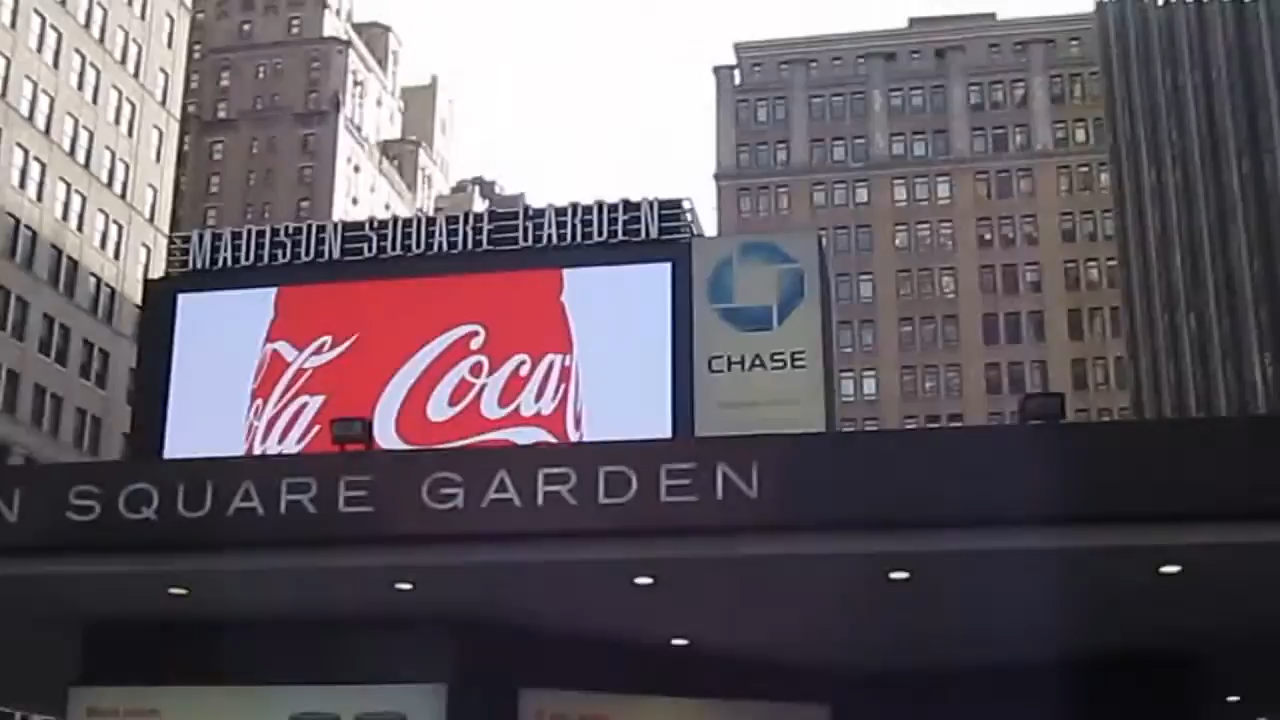 MADISON SQUARE GARDEN
Coca
ola
CHASE
N SQUARE GARDEN